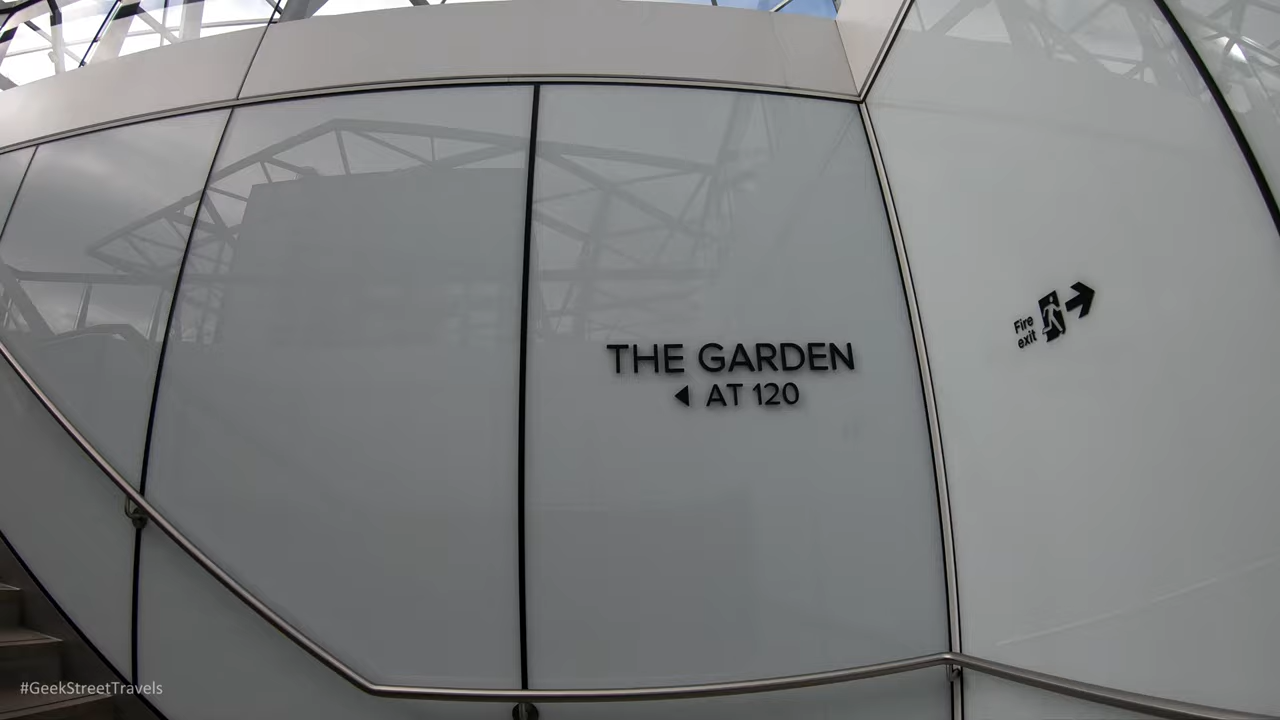 THE GARDEN
◀ AT 120
Fire
exit
#GeekStreetTravels